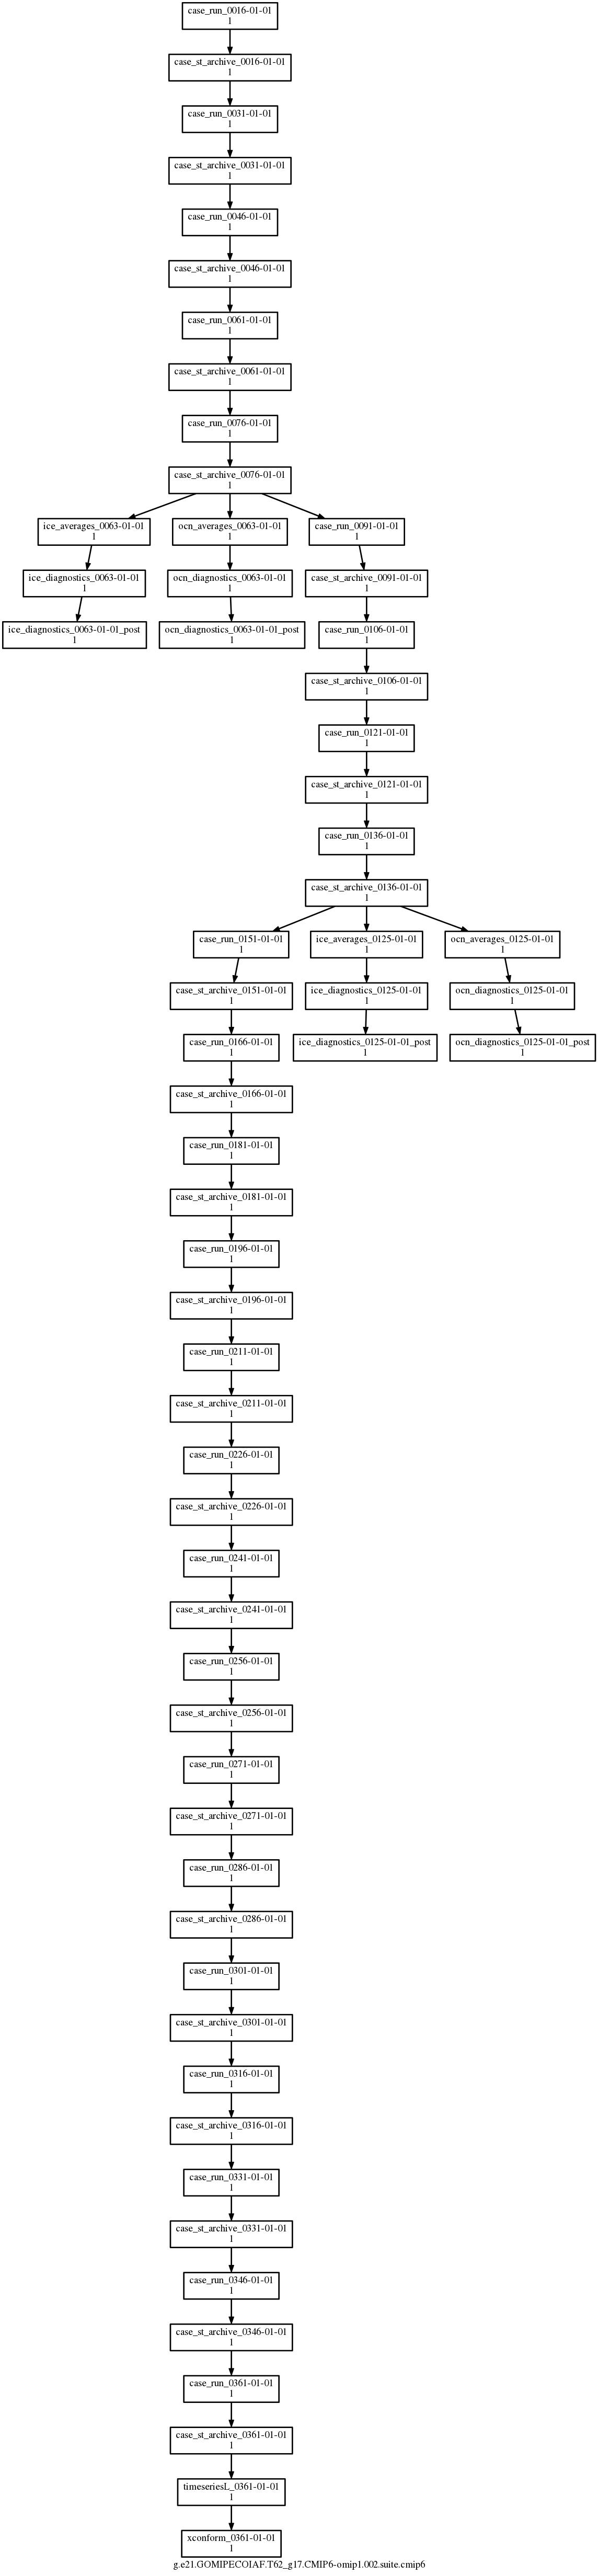 case_run_0016-01-01
1
case_st_archive_0016-01-01
1
case_run_0031-01-01
1
case_st_archive_0031-01-01
1
case_run_0046-01-01
1
case_st_archive_0046-01-01
1
case_run_0061-01-01
1
case_st_archive_0061-01-01
1
case_run_0076-01-01
1
case_st_archive_0076-01-01
1
ice_averages_0063-01-01
1
ocn_averages_0063-01-01
1
case_run_0091-01-01
1
ice_diagnostics_0063-01-01
1
ocn_diagnostics_0063-01-01
1
case_st_archive_0091-01-01
1
ice_diagnostics_0063-01-01_post
1
ocn_diagnostics_0063-01-01_post
1
case_run_0106-01-01
1
case_st_archive_0106-01-01
1
case_run_0121-01-01
1
case_st_archive_0121-01-01
1
case_run_0136-01-01
1
case_st_archive_0136-01-01
1
case_run_0151-01-01
1
ice_averages_0125-01-01
1
ocn_averages_0125-01-01
1
case_st_archive_0151-01-01
1
ice_diagnostics_0125-01-01
1
ocn_diagnostics_0125-01-01
1
case_run_0166-01-01
1
ice_diagnostics_0125-01-01_post
1
ocn_diagnostics_0125-01-01_post
1
case_st_archive_0166-01-01
1
case_run_0181-01-01
1
case_st_archive_0181-01-01
1
case_run_0196-01-01
1
case_st_archive_0196-01-01
1
case_run_0211-01-01
1
case_st_archive_0211-01-01
1
case_run_0226-01-01
1
case_st_archive_0226-01-01
1
case_run_0241-01-01
1
case_st_archive_0241-01-01
1
case_run_0256-01-01
1
case_st_archive_0256-01-01
1
case_run_0271-01-01
1
case_st_archive_0271-01-01
1
case_run_0286-01-01
1
case_st_archive_0286-01-01
1
case_run_0301-01-01
1
case_st_archive_0301-01-01
1
case_run_0316-01-01
1
case_st_archive_0316-01-01
1
case_run_0331-01-01
1
case_st_archive_0331-01-01
1
case_run_0346-01-01
1
case_st_archive_0346-01-01
1
case_run_0361-01-01
1
case_st_archive_0361-01-01
1
timeseriesL_0361-01-01
1
xconform_0361-01-01
1
g.e21.GOMIPECOIAF.T62_g17.CMIP6-omip1.002.suite.cmip6